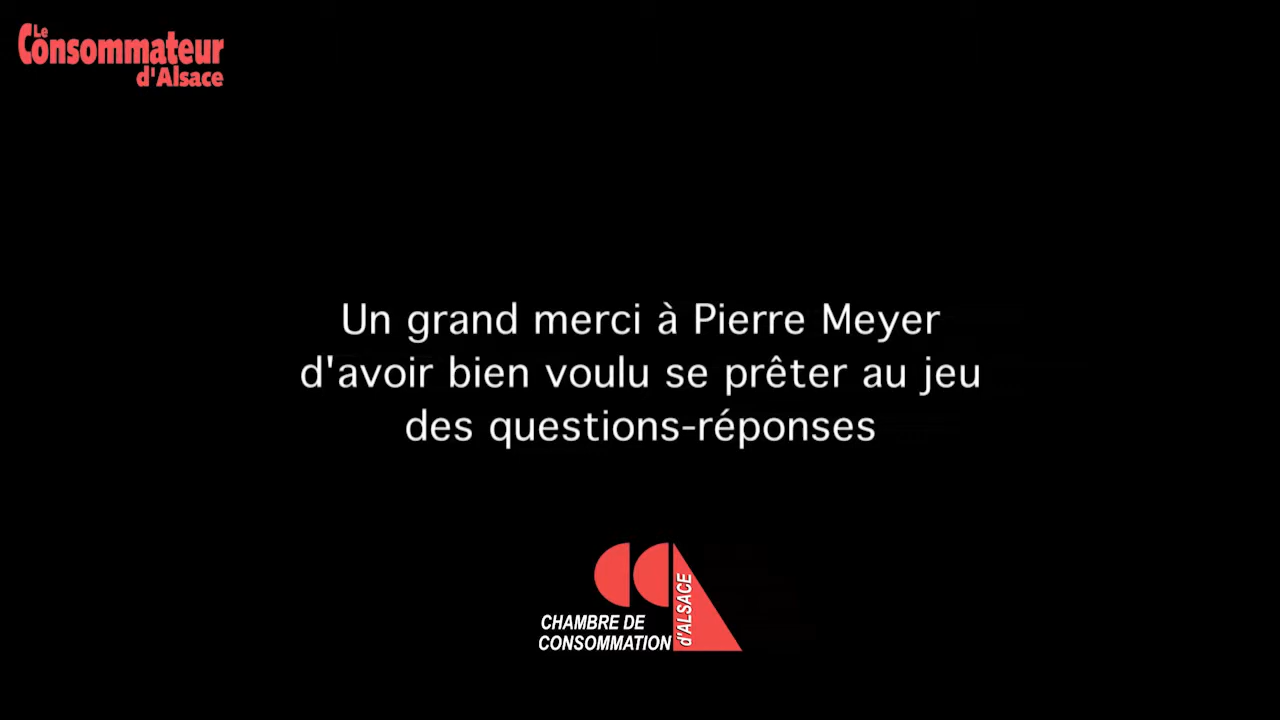 Le
Consommateur
d'Alsace
Un grand merci à Pierre Meyer
d'avoir bien voulu se prêter au jeu
des questions-réponses
CHAMBRE DE
CONSOMMATION
d'ALSACE